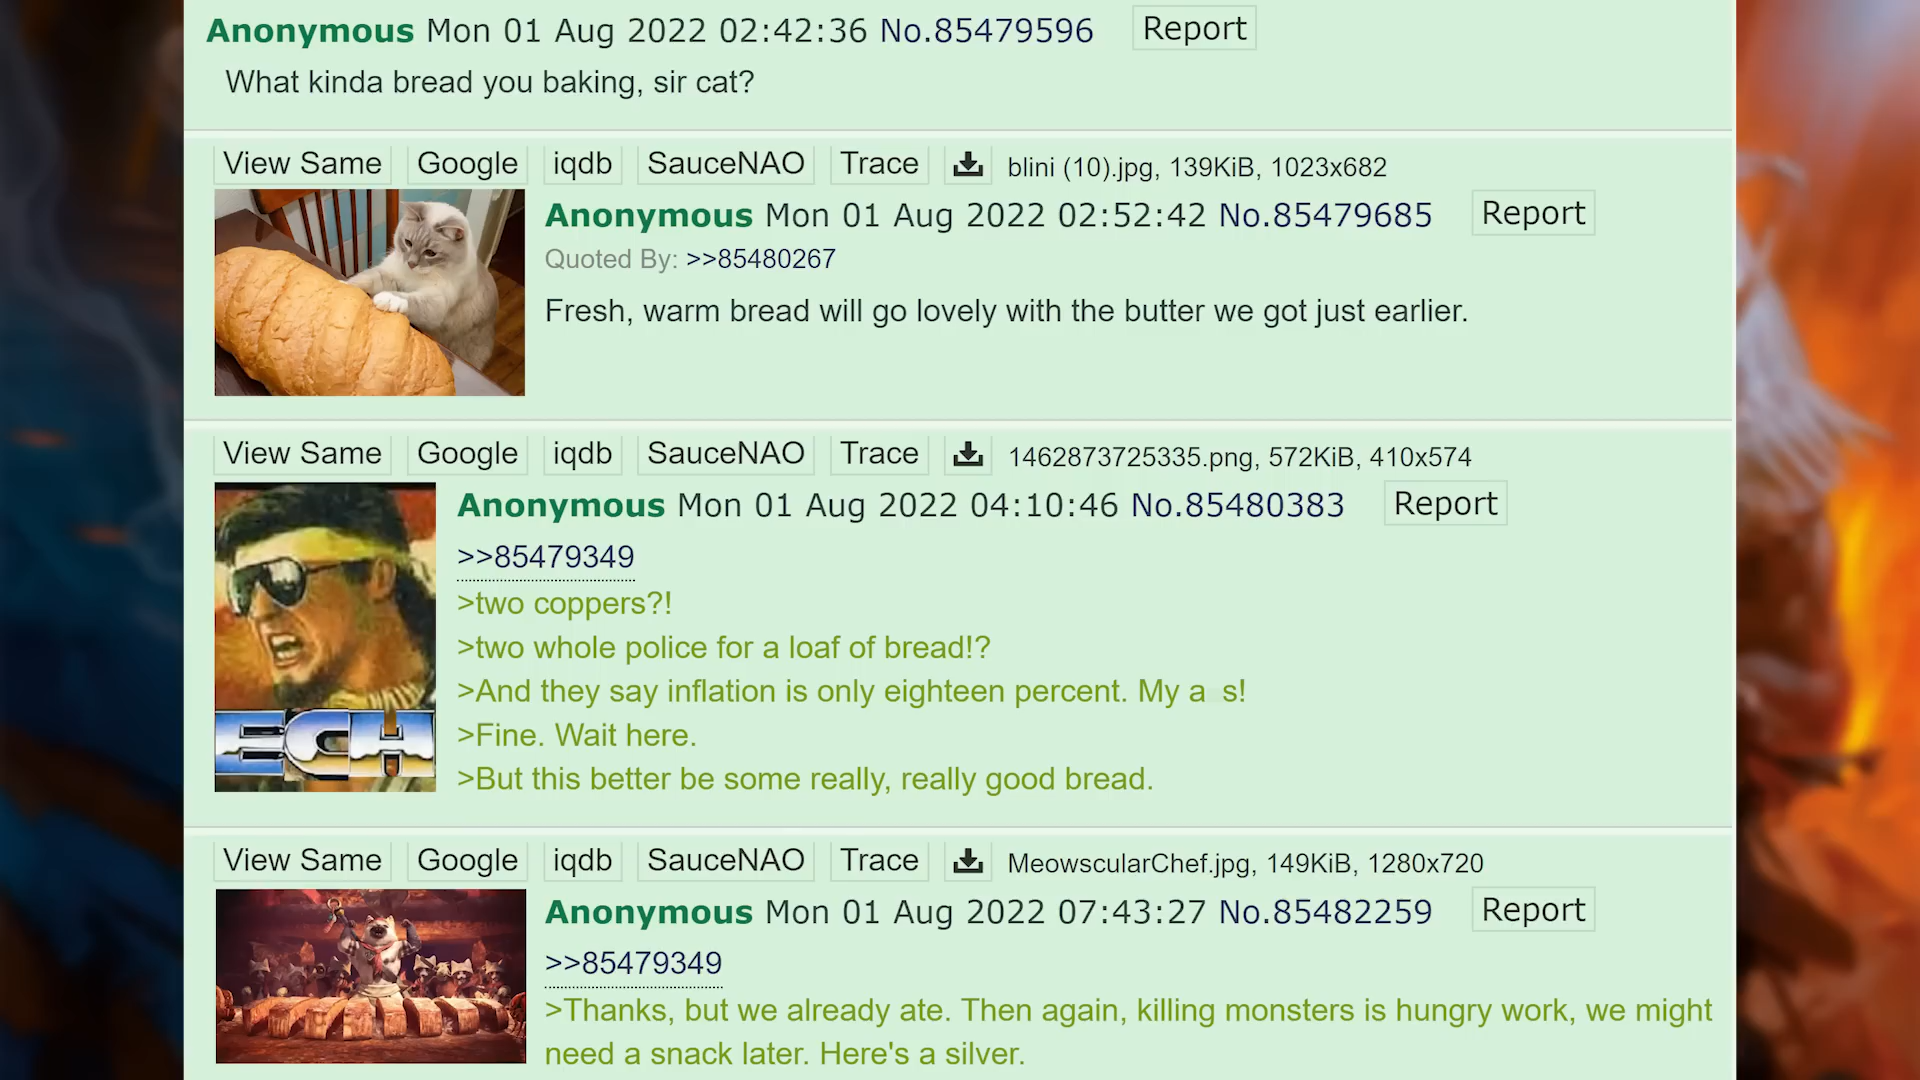 Anonymous Mon 01 Aug 2022 02:42:36 No.85479596 Report
What kinda bread you baking, sir cat?
View Same Google iqdb SauceNAO Trace blini (10).jpg, 139KiB, 1023x682
Anonymous Mon 01 Aug 2022 02:52:42 No.85479685 Report
Quoted By: >>85480267
Fresh, warm bread will go lovely with the butter we got just earlier.
View Same Google iqdb SauceNAO Trace 1462873725335.png, 572KiB, 410x574
Anonymous Mon 01 Aug 2022 04:10:46 No.85480383 Report
>>85479349
>two coppers?!
>two whole police for a loaf of bread!?
>And they say inflation is only eighteen percent. My a s!
>Fine. Wait here.
>But this better be some really, really good bread.
ECH
View Same Google iqdb SauceNAO Trace MeowscularChef.jpg, 149KiB, 1280x720
Anonymous Mon 01 Aug 2022 07:43:27 No.85482259 Report
>>85479349
>Thanks, but we already ate. Then again, killing monsters is hungry work, we might
need a snack later. Here's a silver.